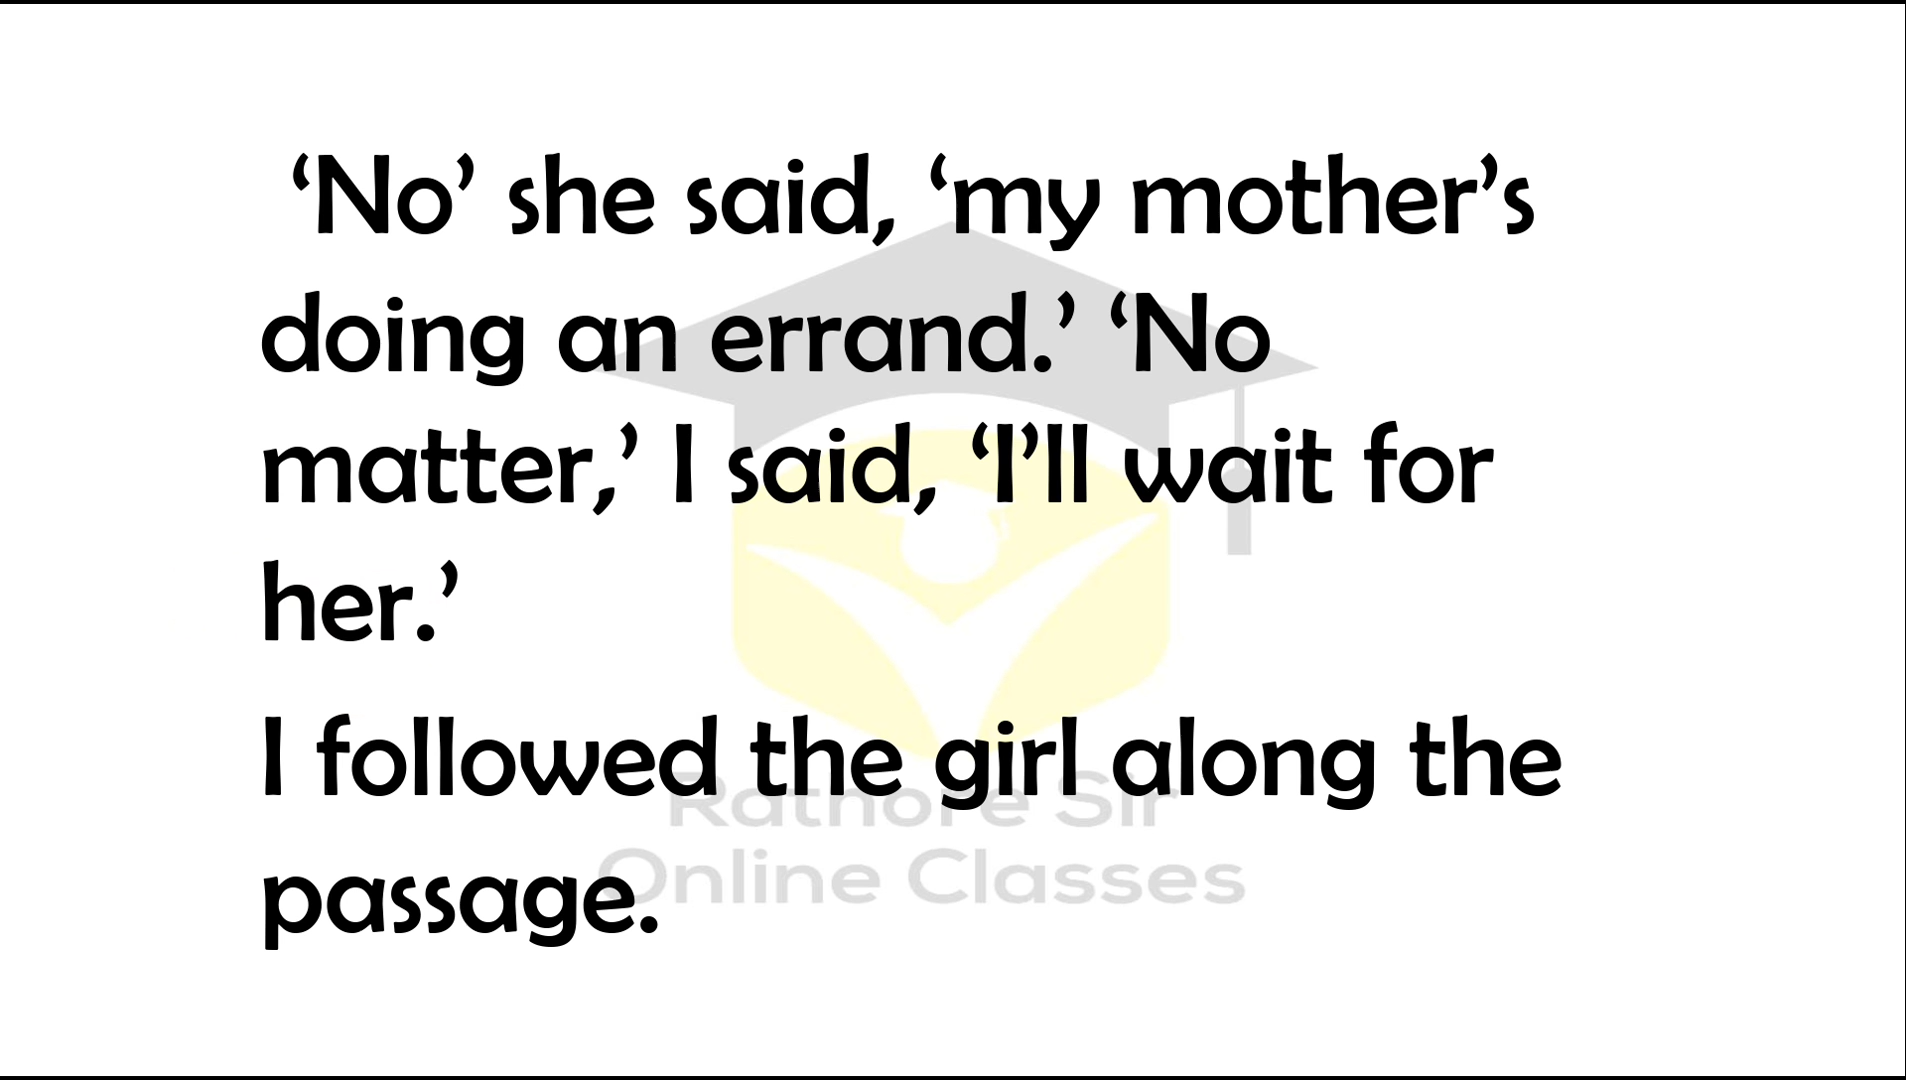 ‘No’ she said, ‘my mother’s
doing an errand.’ ‘No
matter,’ I said, ‘I’ll wait for
her.’
I followed the girl along the
passage.
Rathore Sir
Online Classes